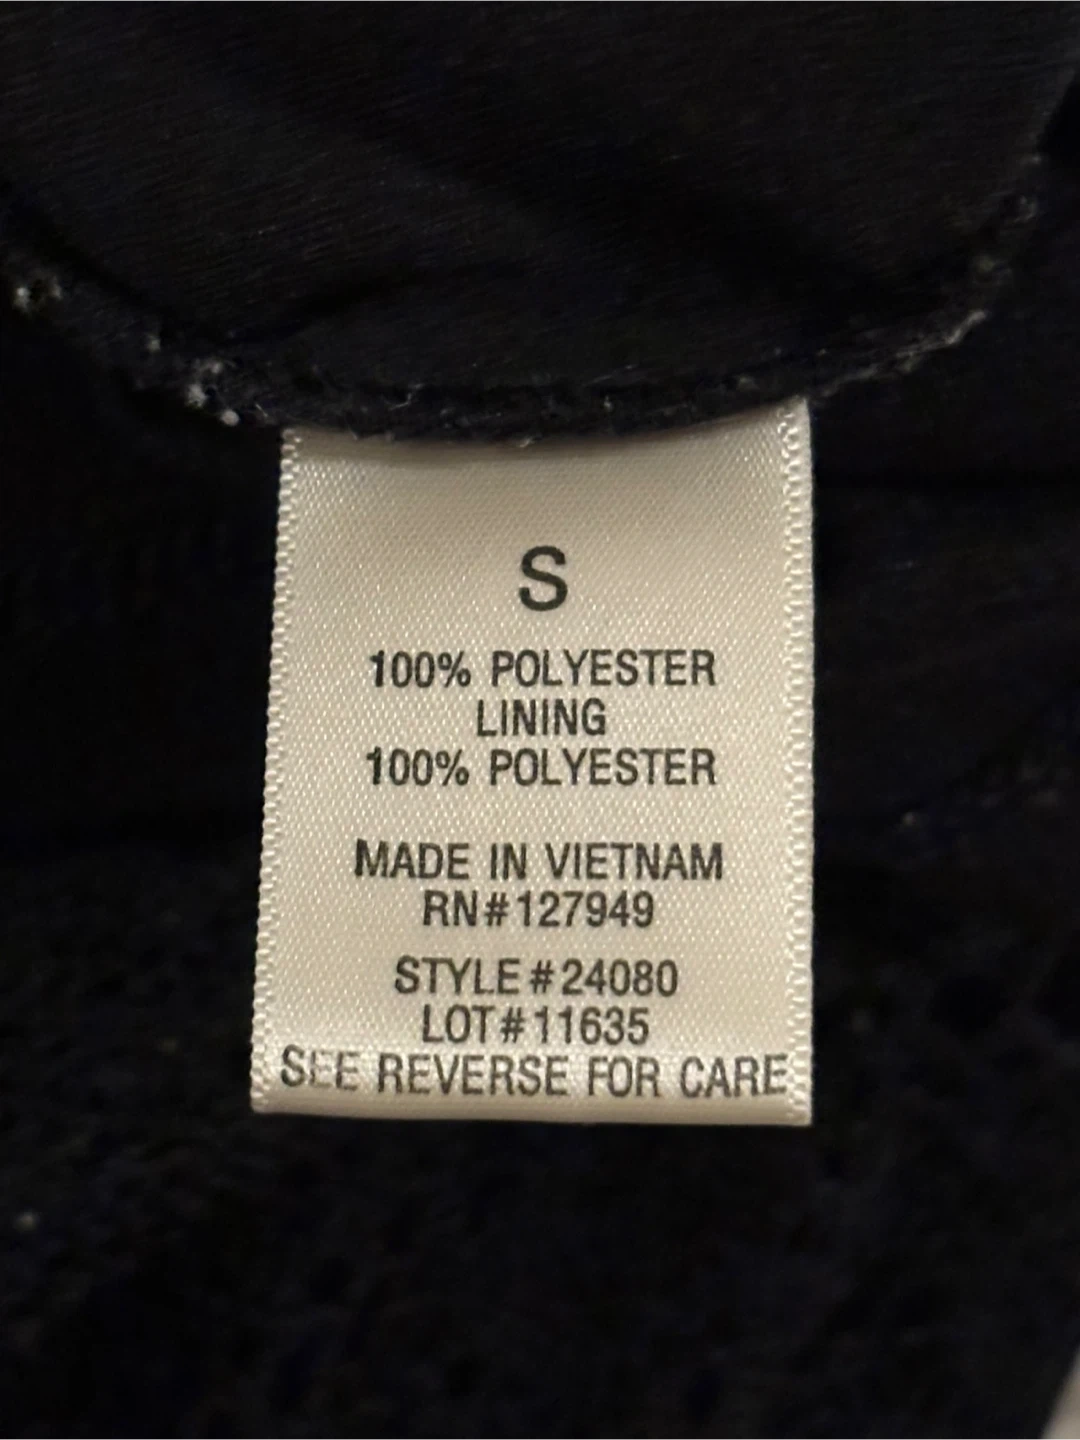 S
100% POLYESTER
LINING
100% POLYESTER
MADE IN VIETNAM
RN#127949
STYLE#24080
LOT#11635
SEE REVERSE FOR CARE